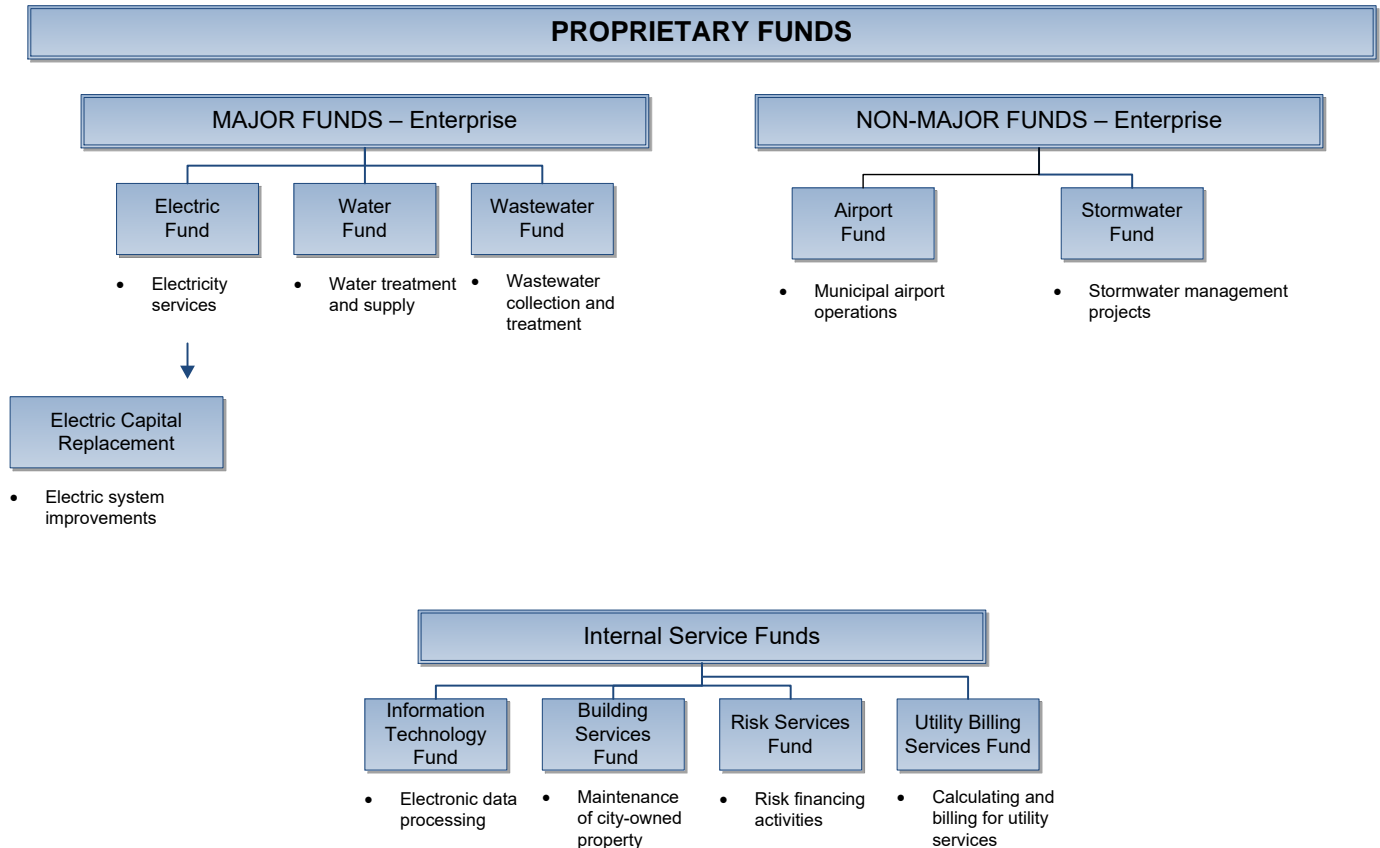 PROPRIETARY FUNDS
MAJOR FUNDS – Enterprise
Electric
Fund
• Electricity
services
Water
Fund
• Water treatment
and supply
Wastewater
Fund
• Wastewater
collection and
treatment
Electric Capital
Replacement
• Electric system
improvements
NON-MAJOR FUNDS – Enterprise
Airport
Fund
• Municipal airport
operations
Stormwater
Fund
• Stormwater management
projects
Internal Service Funds
Information
Technology
Fund
• Electronic data
processing
Building
Services
Fund
• Maintenance
of city-owned
property
Risk Services
Fund
• Risk financing
activities
Utility Billing
Services Fund
• Calculating and
billing for utility
services